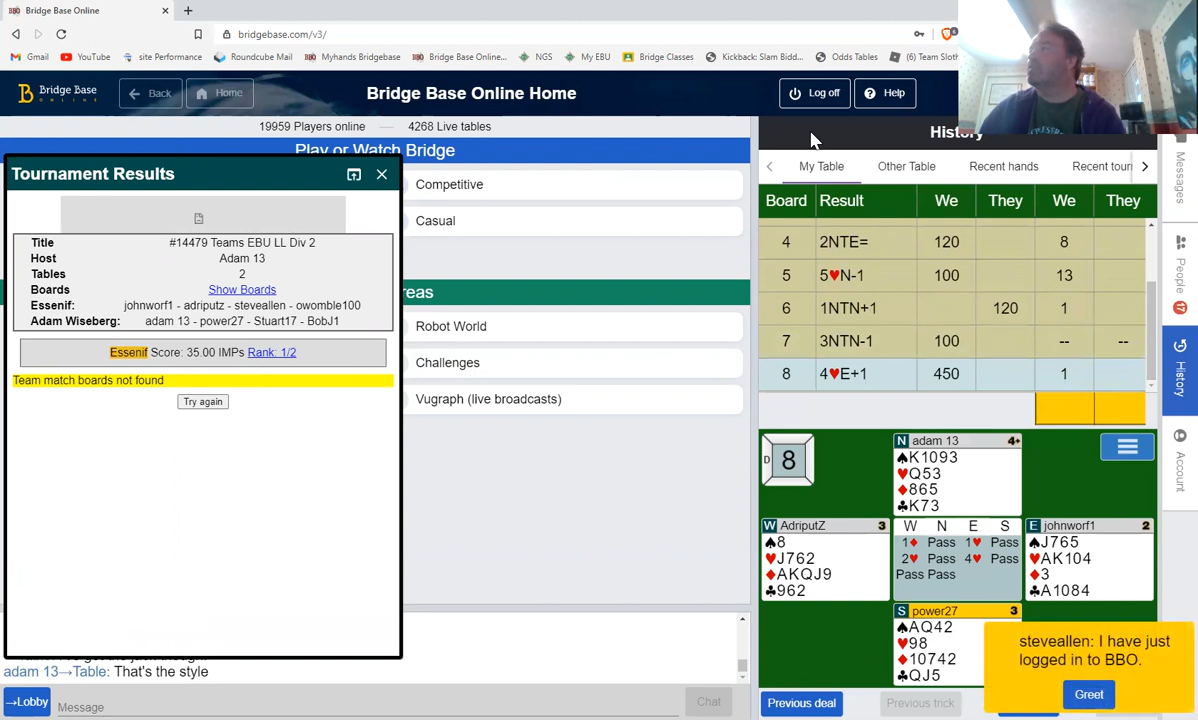 Bridge Base Online
bridgebase.com/v3/
Gmail
YouTube
site Performance
Roundcube Mail
Myhands Bridgebase
Bridge Base Online...
NGS
My EBU
Bridge Classes
Kickback: Slam Bidd...
Odds Tables
(6) Team Sloth
Bridge Base
ONLINE
Back
Home
Bridge Base Online Home
Log off
Help
19959 Players online
4268 Live tables
Play or Watch Bridge
Competitive
Casual
reas
Robot World
Challenges
Vugraph (live broadcasts)
Tournament Results
Title #14479 Teams EBU LL Div 2
Host Adam 13
Tables 2
Boards Show Boards
Essenif: johnworf1 - adriputz - steveallen - owomble100
Adam Wiseberg: adam 13 - power27 - Stuart17 - BobJ1
Essenif Score: 35.00 IMPs Rank: 1/2
Team match boards not found
Try again
adam 13→Table: That's the style
→Lobby
Message
Chat
History
My Table
Other Table
Recent hands
Recent tourn
Board Result We They We They
4 2NTE= 120 8
5 5♥N-1 100 13
6 1NTN+1 120 1
7 3NTN-1 100 -- --
8 4♥E+1 450 1
D 8
N adam 13 4+
♠K1093
♥Q53
♦865
♣K73
W AdriputZ 3
♠8
♥J762
♦AKQJ9
♣962
W N E S
1♦ Pass 1♥ Pass
2♥ Pass 4♥ Pass
Pass Pass
E johnworf1 2
♠J765
♥AK104
♦3
♣A1084
S power27 3
♠AQ42
♥98
♦10742
♣QJ5
steveallen: I have just
logged in to BBO.
Greet
Previous deal
Previous trick
Messages
People
17
History
Account